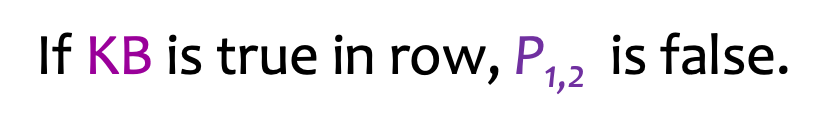 If KB is true in row, P1,2 is false.